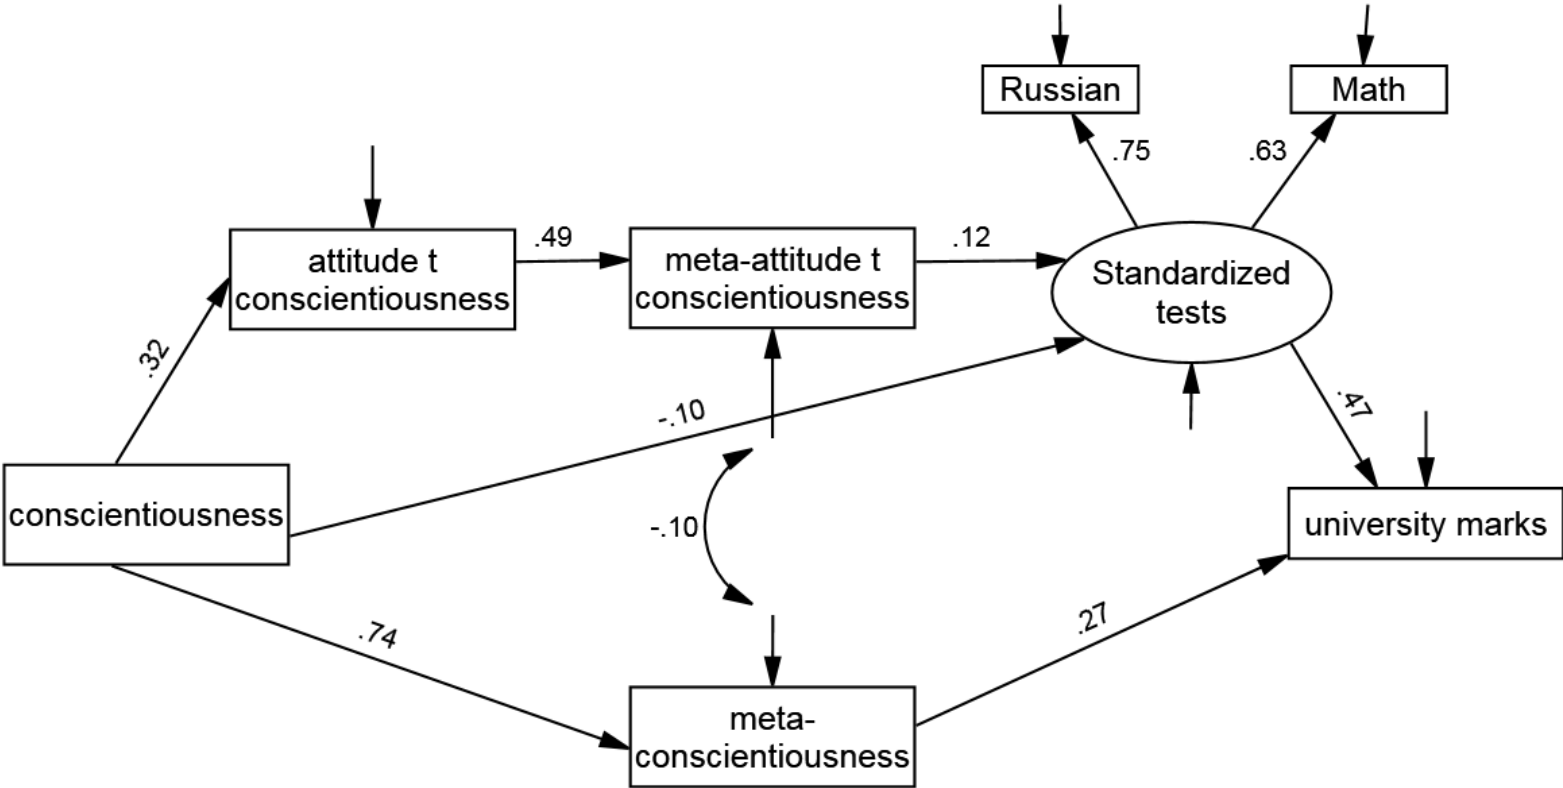 Russian
Math
.75
.63
attitude t
conscientiousness
.49
meta-attitude t
conscientiousness
.12
Standardized
tests
.32
-.10
.47
conscientiousness
-.10
university marks
.74
.27
meta-
conscientiousness